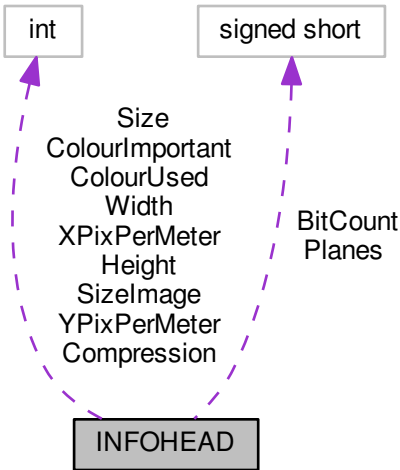 int
signed short
Size
ColourImportant
ColourUsed
Width
XPixPerMeter
Height
SizeImage
YPixPerMeter
Compression
BitCount
Planes
INFOHEAD